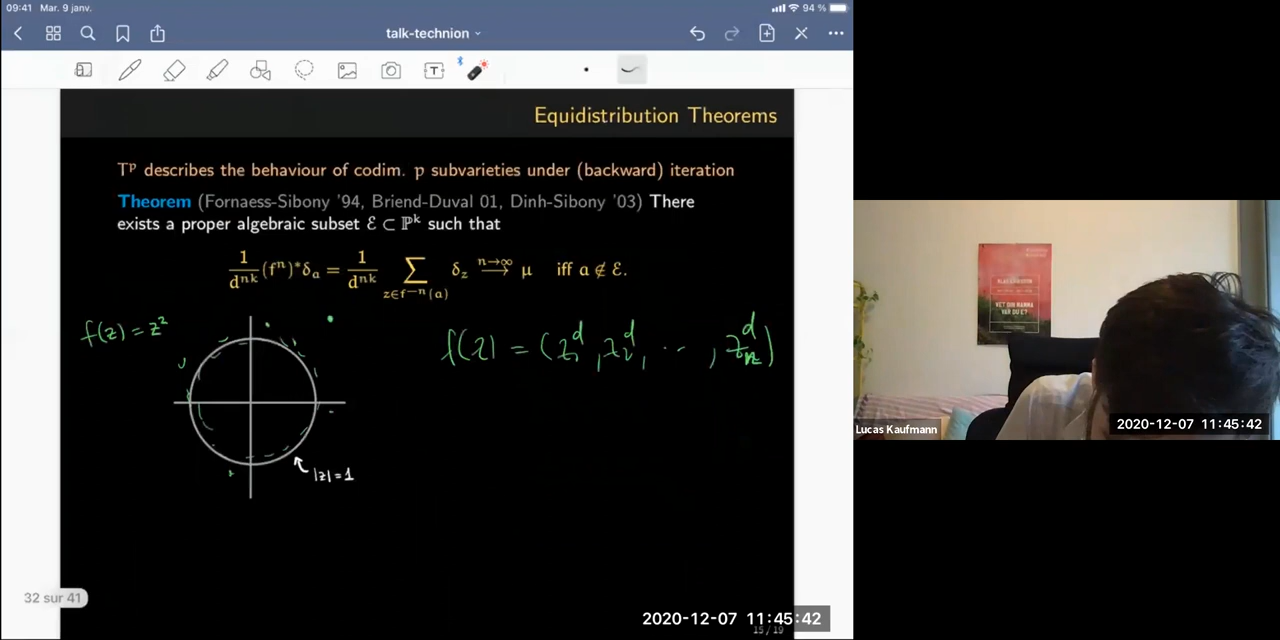 09:41 Mar. 9 janv.
94 %
talk-technion
Equidistribution Theorems
Tᵖ describes the behaviour of codim. p subvarieties under (backward) iteration
Theorem (Fornaess-Sibony '94, Briend-Duval 01, Dinh-Sibony '03) There
exists a proper algebraic subset ℰ ⊂ ℙᵏ such that
1/dⁿᵏ (fⁿ)*δₐ = 1/dⁿᵏ ∑_{z∈f⁻ⁿ(a)} δ_z →^{n→∞} μ iff a ∉ ℰ.
f(z) = z²
f(z) = (z₁ᵈ, z₂ᵈ, ..., zₙᵈ)
|z|=1
32 sur 41
2020-12-07 11:45:42
15 / 19
Lucas Kaufmann
2020-12-07 11:45:42